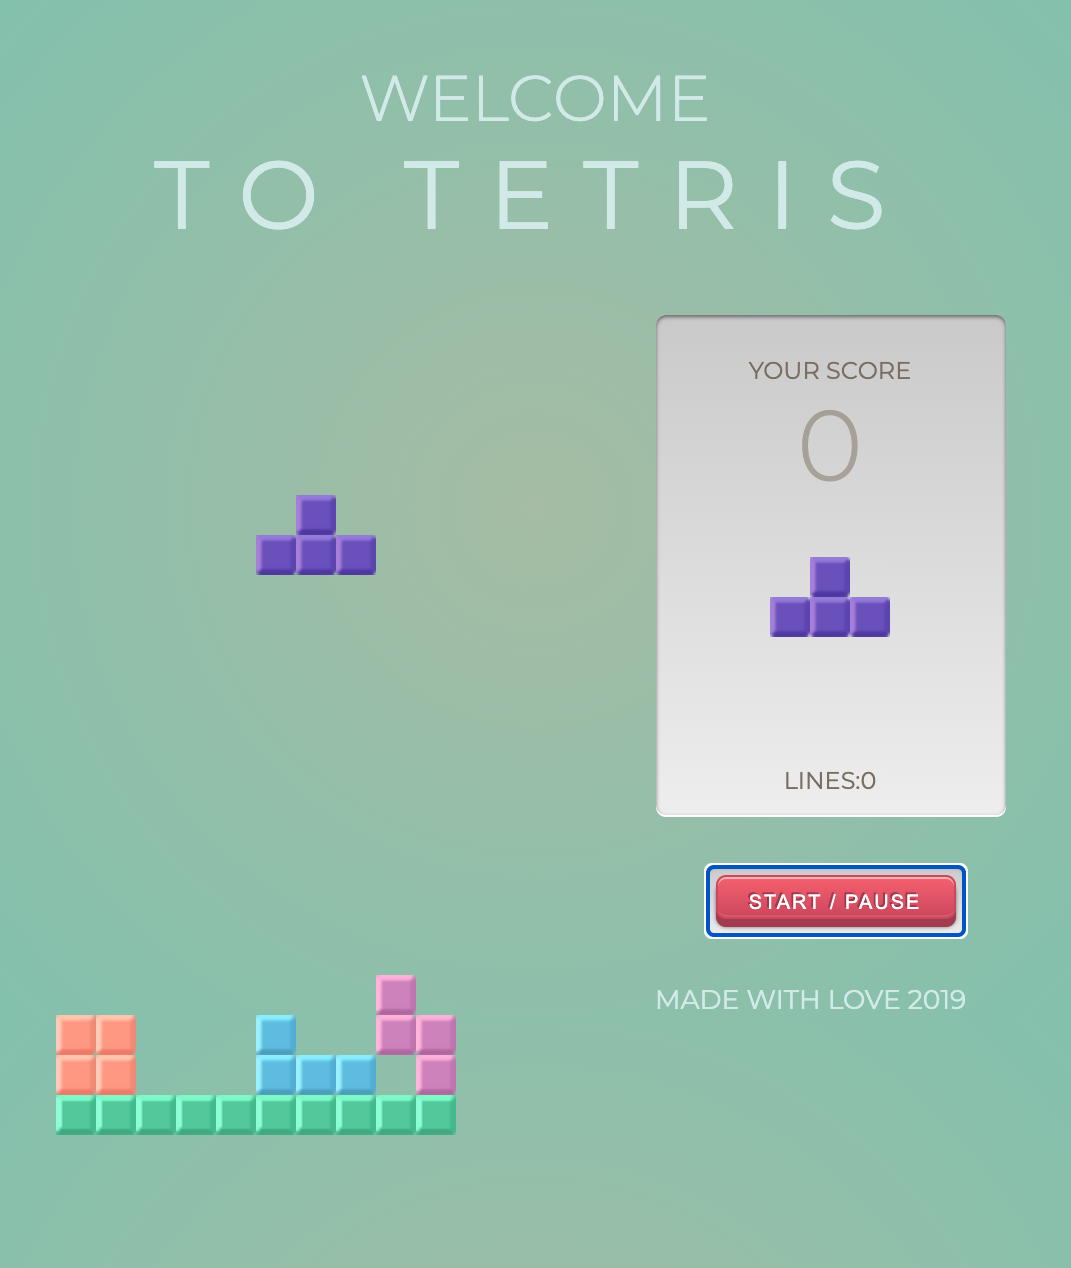 WELCOME
TO TETRIS
YOUR SCORE
0
LINES:0
START / PAUSE
MADE WITH LOVE 2019